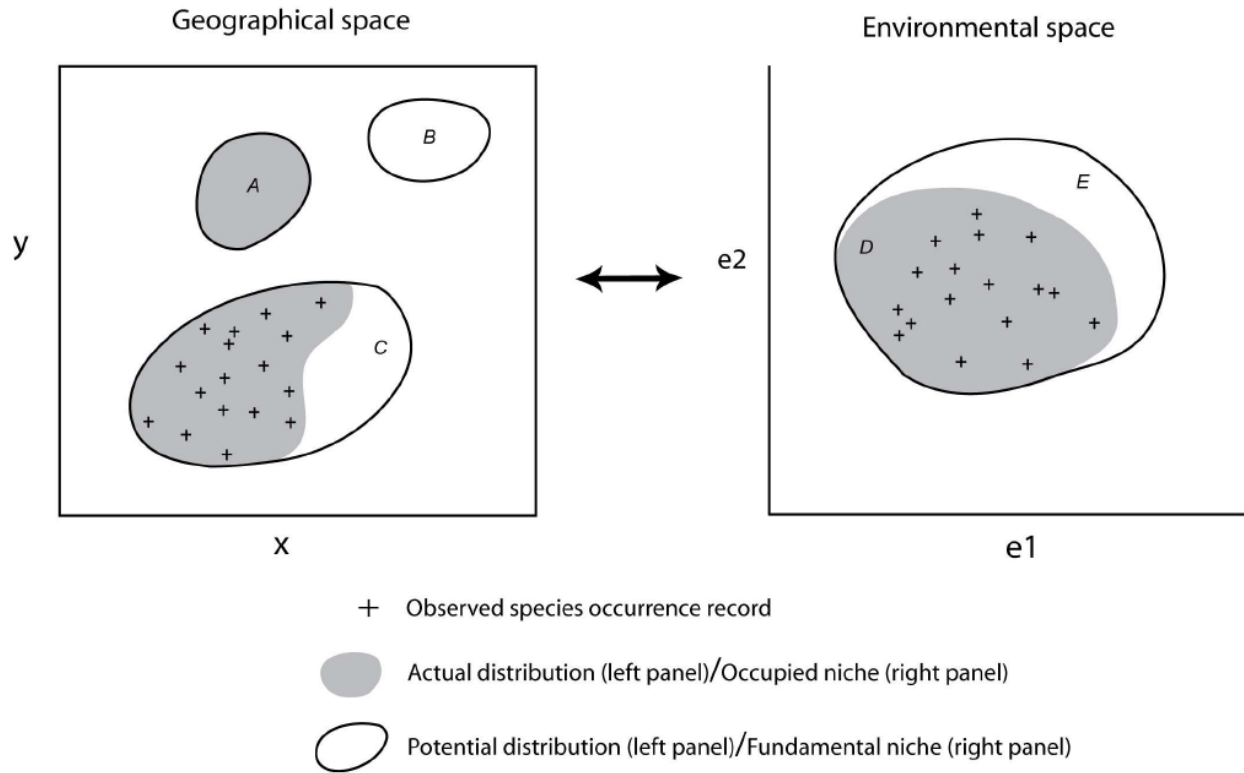 Geographical space
Environmental space
A
B
C
y
x
D
E
e2
e1
+ Observed species occurrence record
Actual distribution (left panel)/Occupied niche (right panel)
Potential distribution (left panel)/Fundamental niche (right panel)